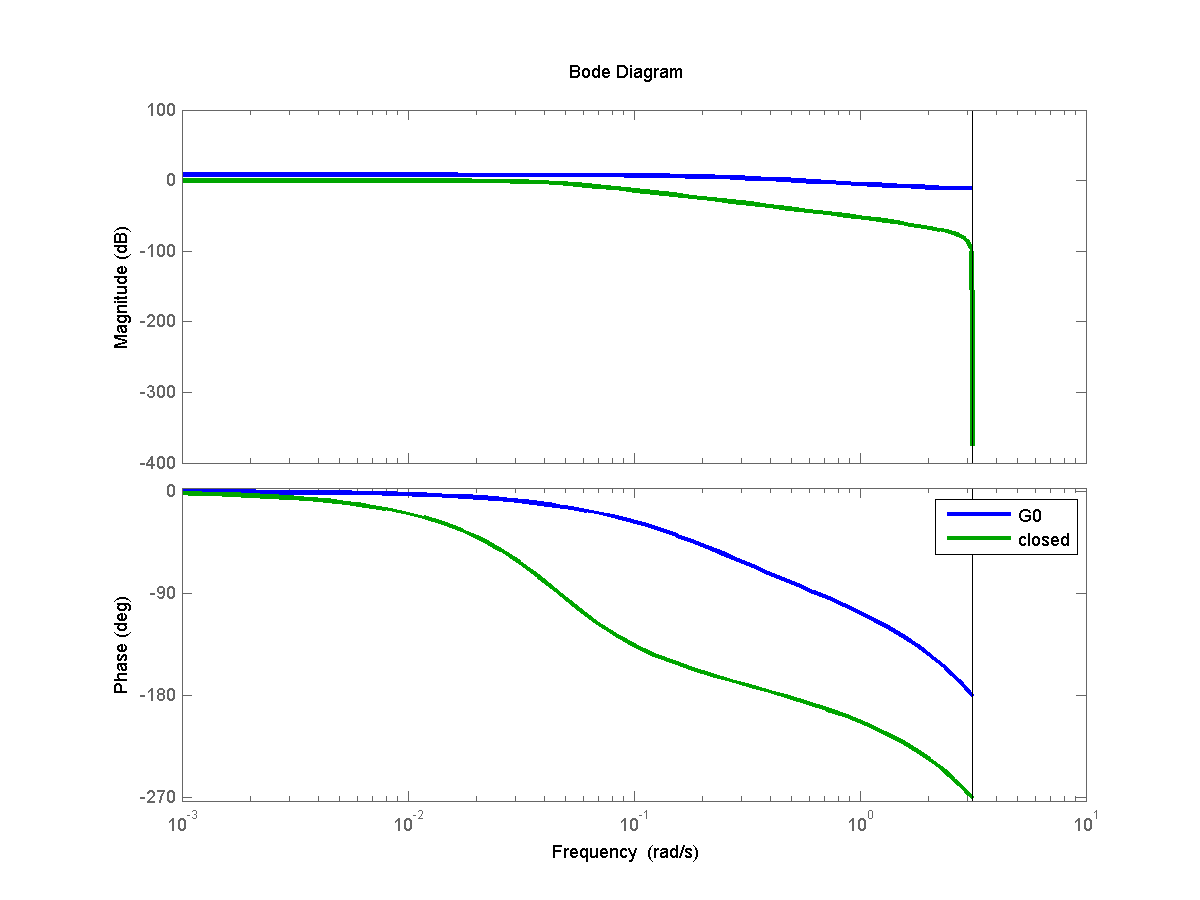 Bode Diagram
100
0
-100
-200
-300
-400
Magnitude (dB)
0
-90
-180
-270
Phase (deg)
G0
closed
10^-3 10^-2 10^-1 10^0 10^1
Frequency (rad/s)